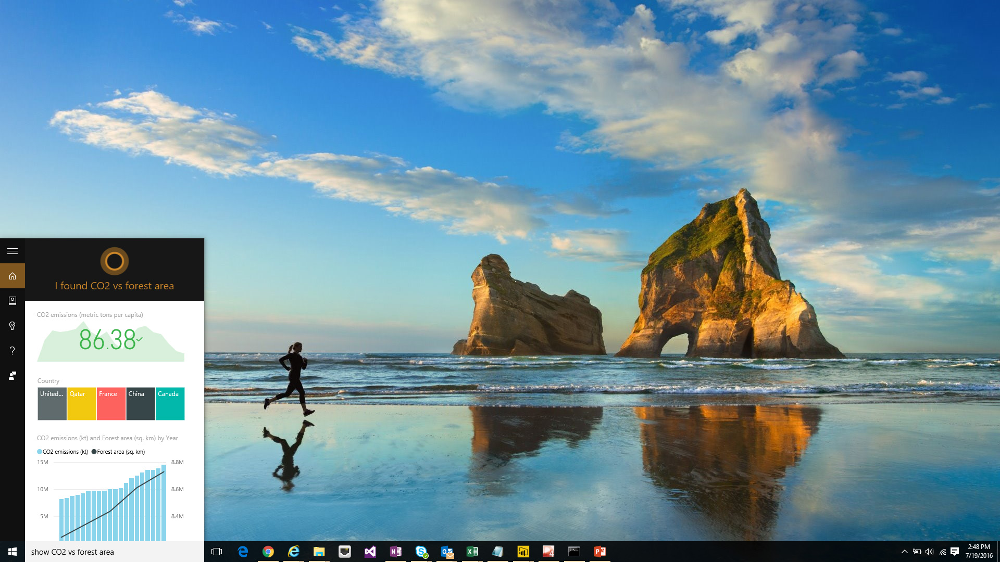 I found CO2 vs forest area
CO2 emissions (metric tons per capita)
86.38
Country
United... Qatar France China Canada
CO2 emissions (kt) and Forest area (sq. km) by Year
CO2 emissions (kt) Forest area (sq. km)
15M 8.8M
10M 8.6M
5M 8.4M
show CO2 vs forest area
2:48 PM
7/19/2016